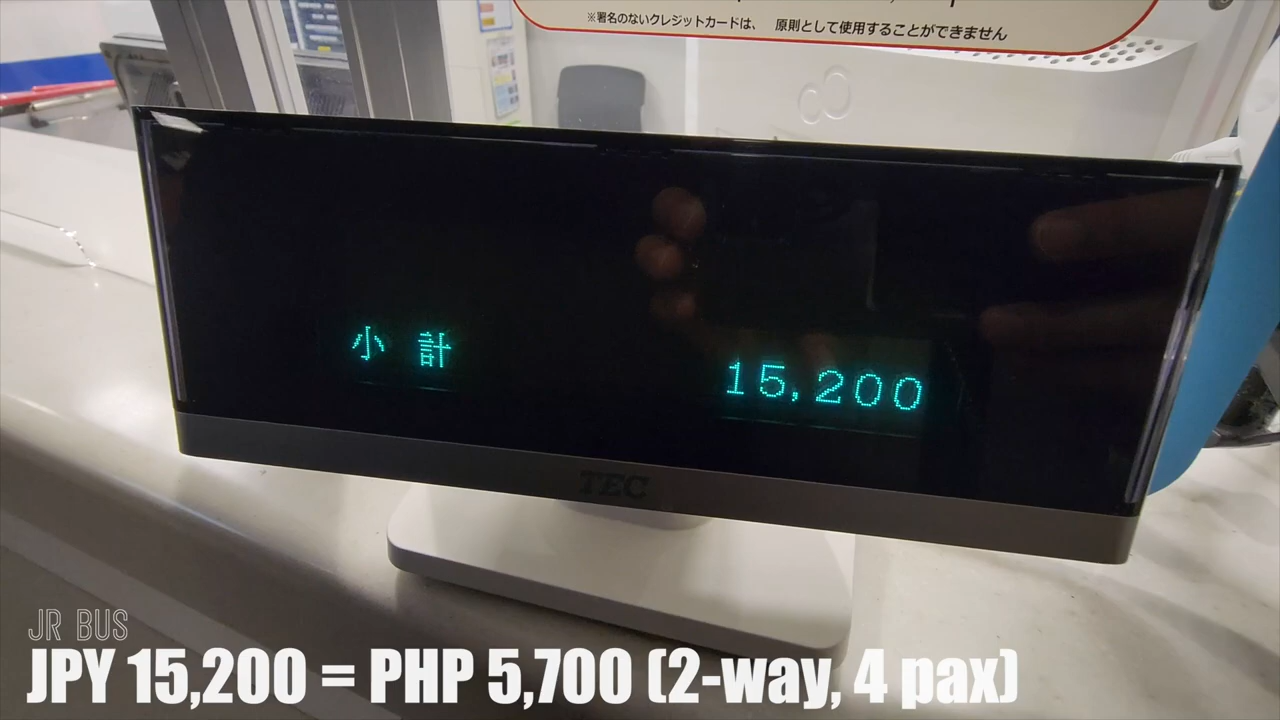 ※署名のないクレジットカードは、 原則として使用することができません
小 計
15,200
TEC
JR BUS
JPY 15,200 = PHP 5,700 (2-way, 4 pax)